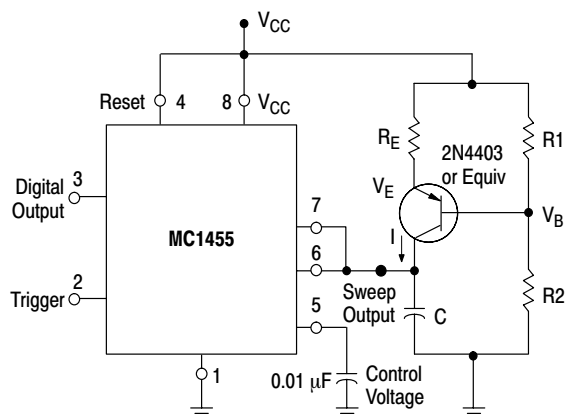 VCC
Reset
4
8
VCC
RE
R1
2N4403
or Equiv
3
Digital
Output
VE
7
MC1455
VB
I
6
2
Trigger
Sweep
Output
5
C
R2
1
0.01 μF
Control
Voltage